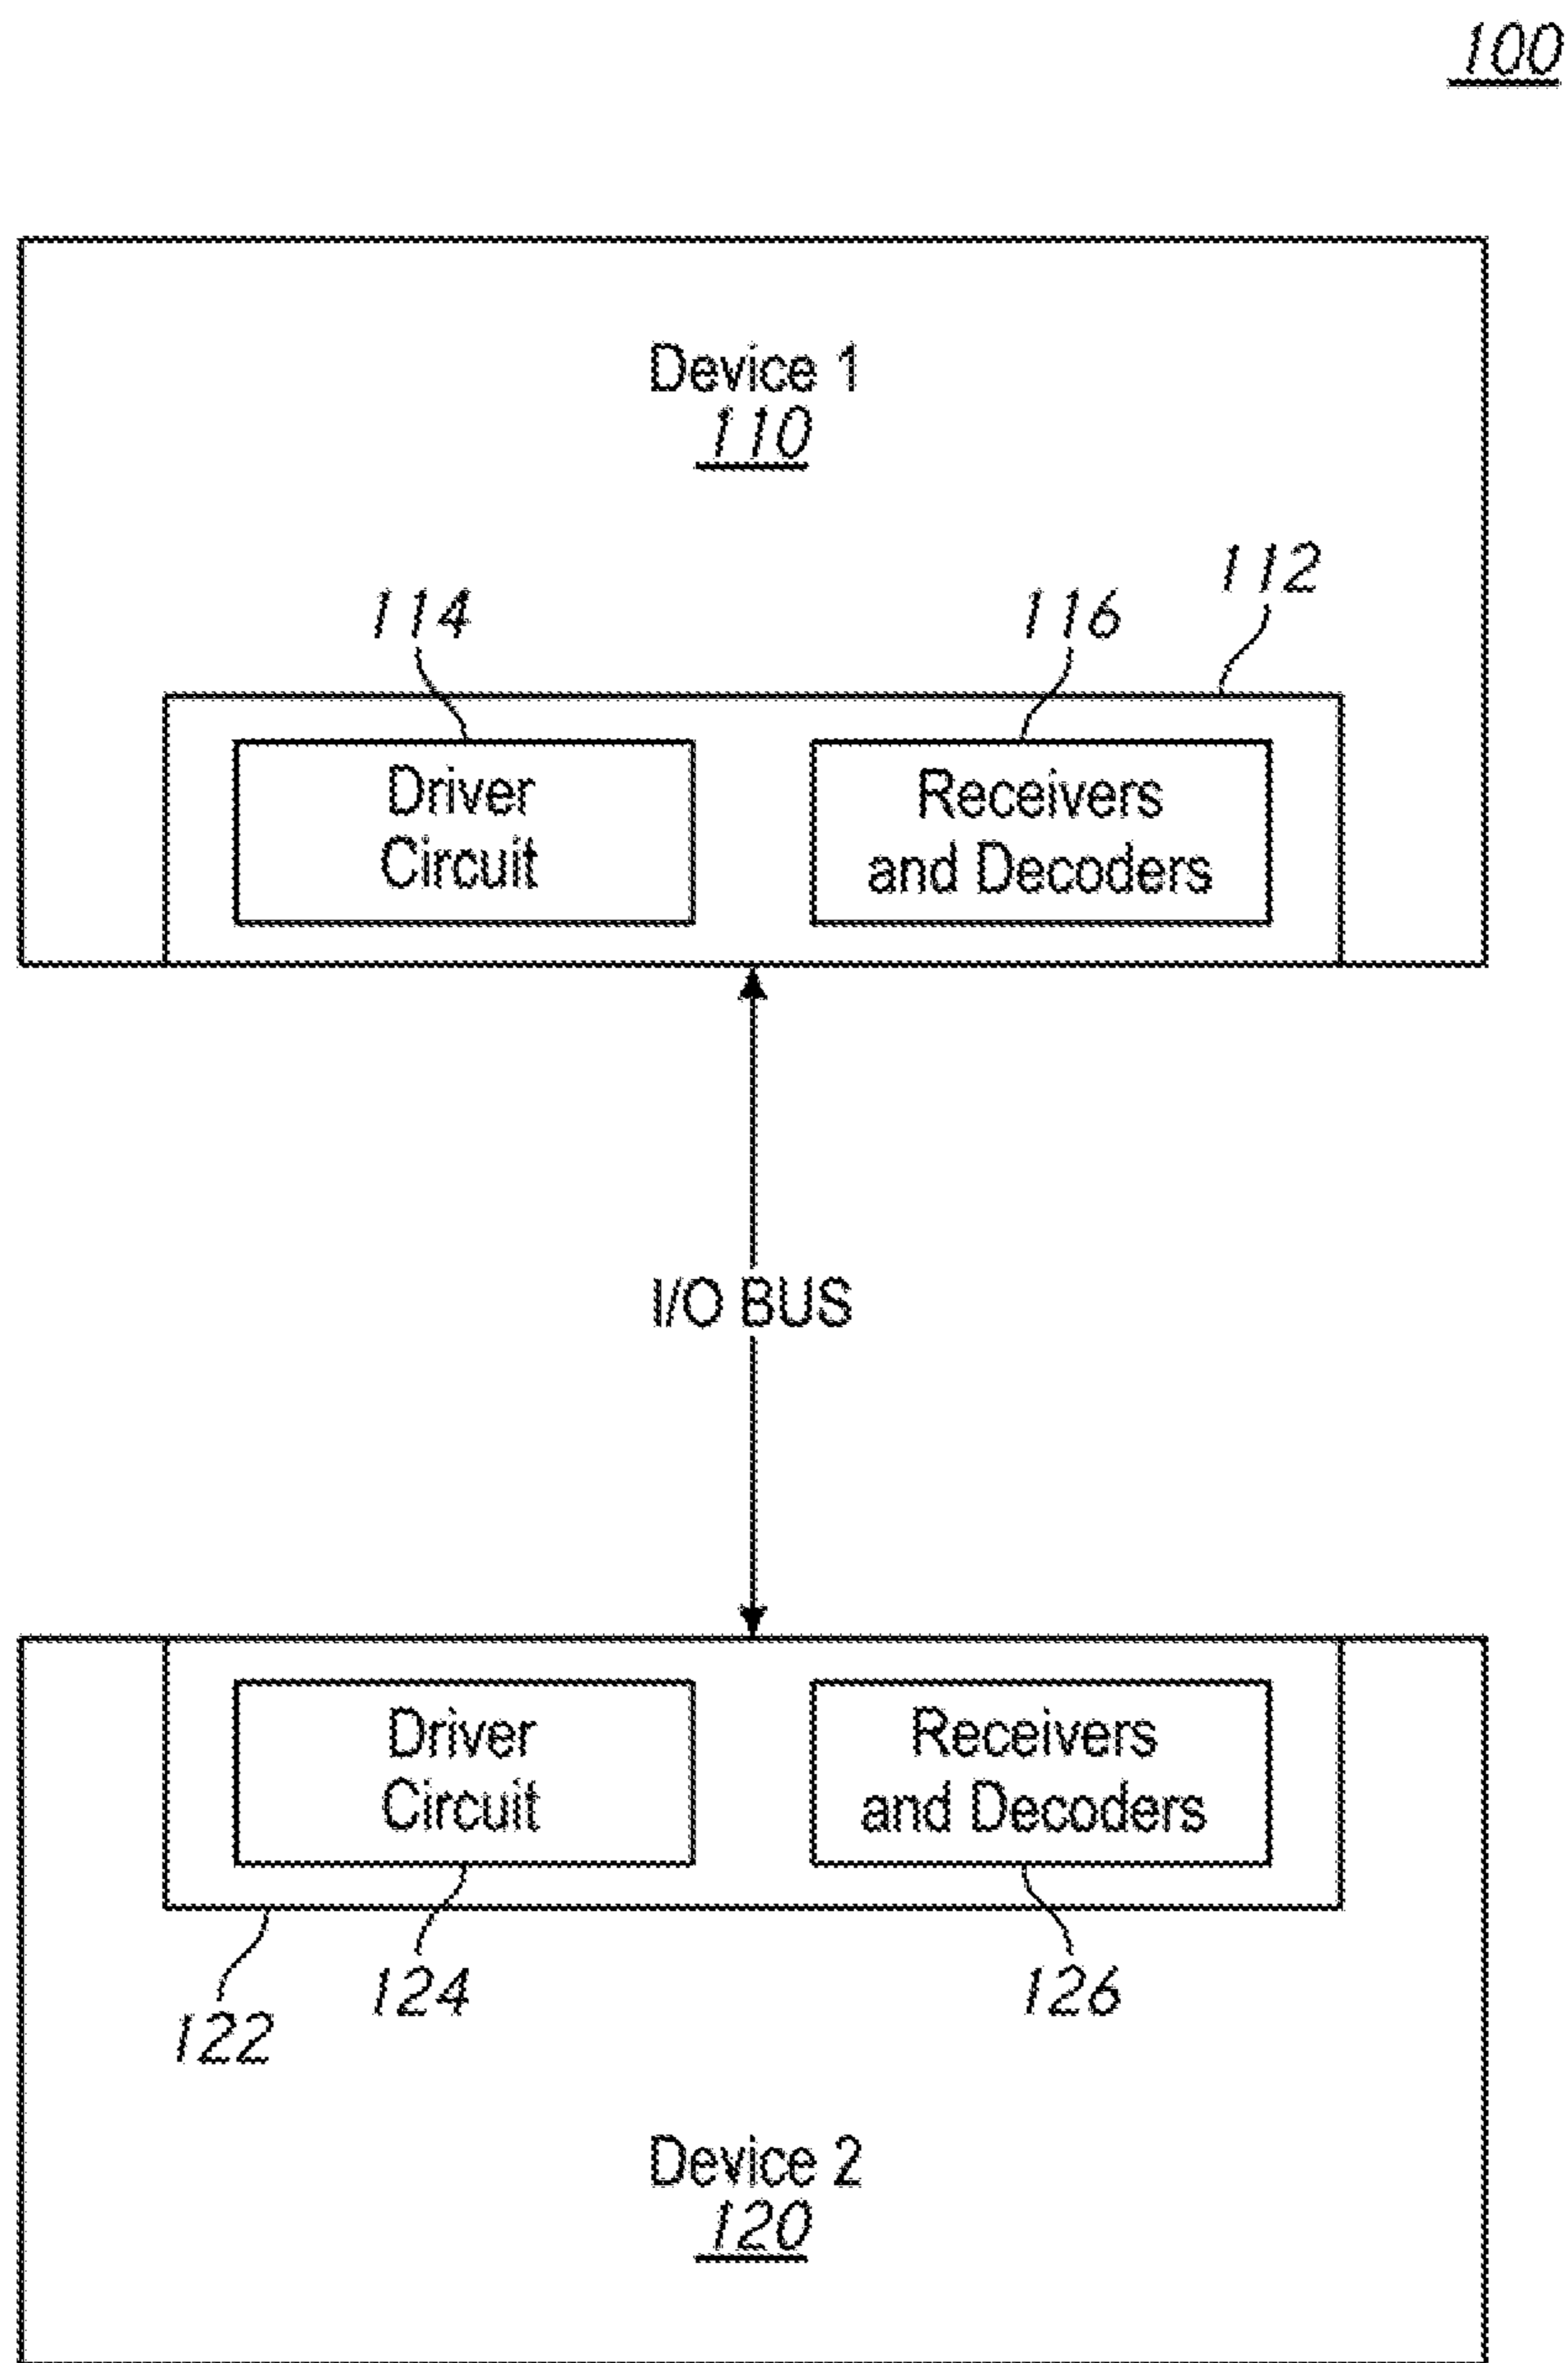 100
Device 1
110
112
114
116
Driver
Circuit
Receivers
and Decoders
I/O BUS
Driver
Circuit
Receivers
and Decoders
124
126
122
Device 2
120